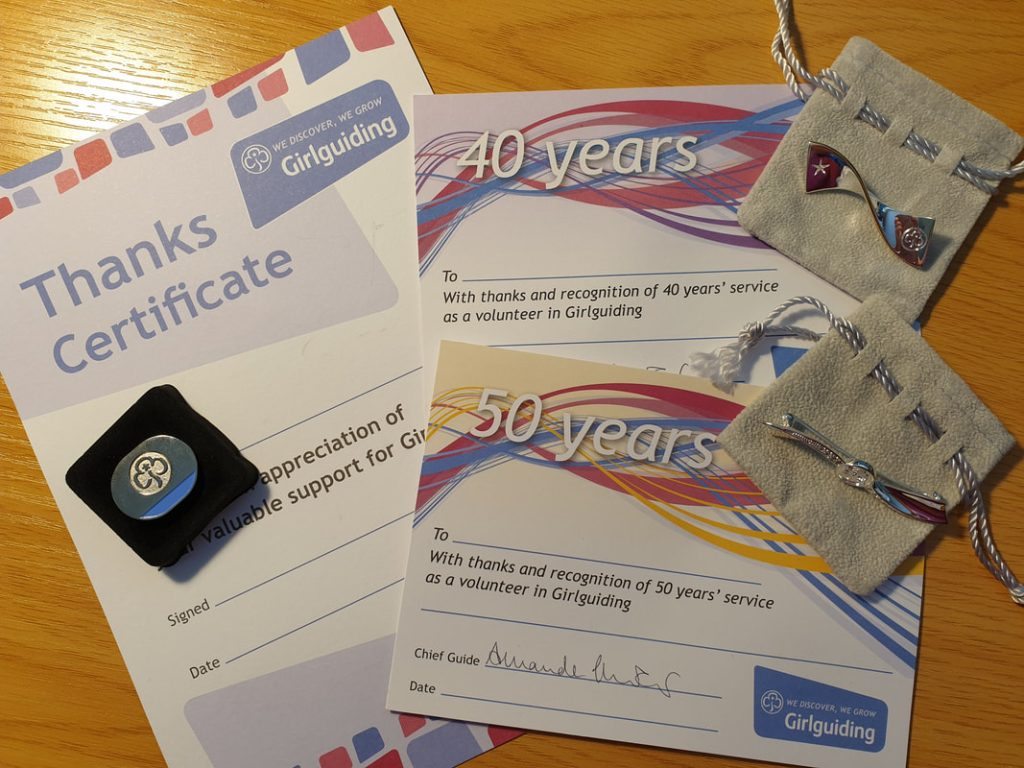 WE DISCOVER, WE GROW
Girlguiding
Thanks
Certificate
appreciation of
valuable support for
Signed
Date
40 years
To
With thanks and recognition of 40 years' service
as a volunteer in Girlguiding
50 years
To
With thanks and recognition of 50 years' service
as a volunteer in Girlguiding
Chief Guide
Date
WE DISCOVER, WE GROW
Girlguiding